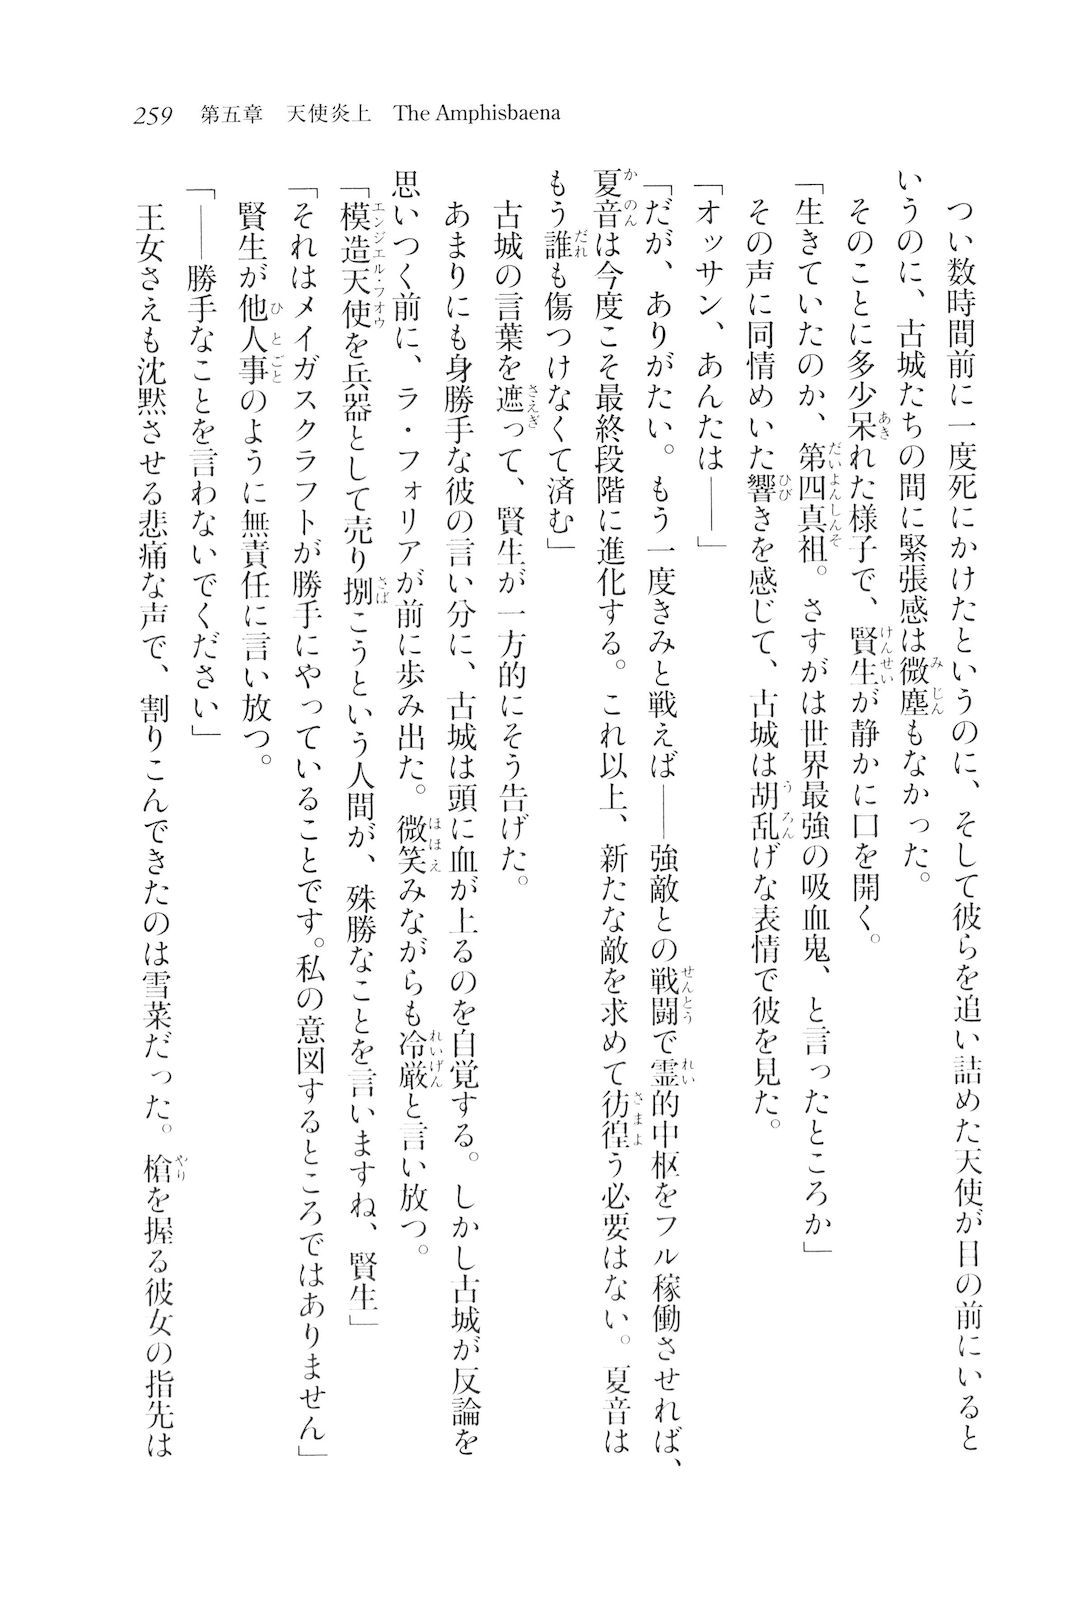 259　第五章　天使炎上　The Amphisbaena
　つい数時間前に一度死にかけたというのに、そして彼らを追い詰めた天使が目の前にいると
いうのに、古城たちの間に緊張感は微塵もなかった。
　そのことに多少呆れた様子で、賢生が静かに口を開く。
「生きていたのか、第四真祖。さすがは世界最強の吸血鬼、と言ったところか」
　その声に同情めいた響きを感じて、古城は胡乱げな表情で彼を見た。
「オッサン、あんたは——」
「だが、ありがたい。もう一度きみと戦えば——強敵との戦闘で霊的中枢をフル稼働させれば、
夏音は今度こそ最終段階に進化する。これ以上、新たな敵を求めて彷徨う必要はない。夏音は
もう誰も傷つけなくて済む」
　古城の言葉を遮って、賢生が一方的にそう告げた。
　あまりにも身勝手な彼の言い分に、古城は頭に血が上るのを自覚する。しかし古城が反論を
思いつく前に、ラ・フォリアが前に歩み出た。微笑みながらも冷厳と言い放つ。
「模造天使を兵器として売り捌こうという人間が、殊勝なことを言いますね、賢生」
「それはメイガスクラフトが勝手にやっていることです。私の意図するところではありません」
　賢生が他人事のように無責任に言い放つ。
「——勝手なことを言わないでください」
　王女さえも沈黙させる悲痛な声で、割りこんできたのは雪菜だった。槍を握る彼女の指先は